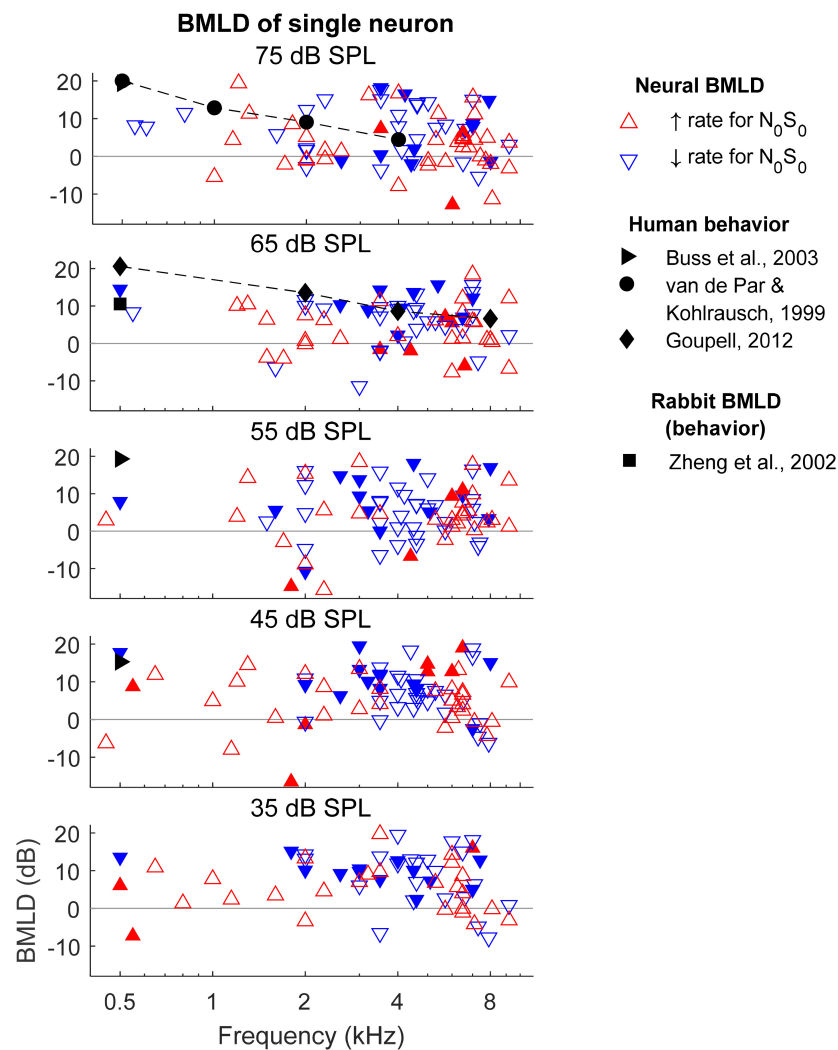 BMLD of single neuron
75 dB SPL
20
10
0
-10
65 dB SPL
20
10
0
-10
55 dB SPL
20
10
0
-10
45 dB SPL
20
10
0
-10
35 dB SPL
20
10
0
-10
BMLD (dB)
0.5 1 2 4 8
Frequency (kHz)
Neural BMLD
↑ rate for N₀S₀
↓ rate for N₀S₀
Human behavior
Buss et al., 2003
van de Par &
Kohlrausch, 1999
Goupell, 2012
Rabbit BMLD
(behavior)
Zheng et al., 2002